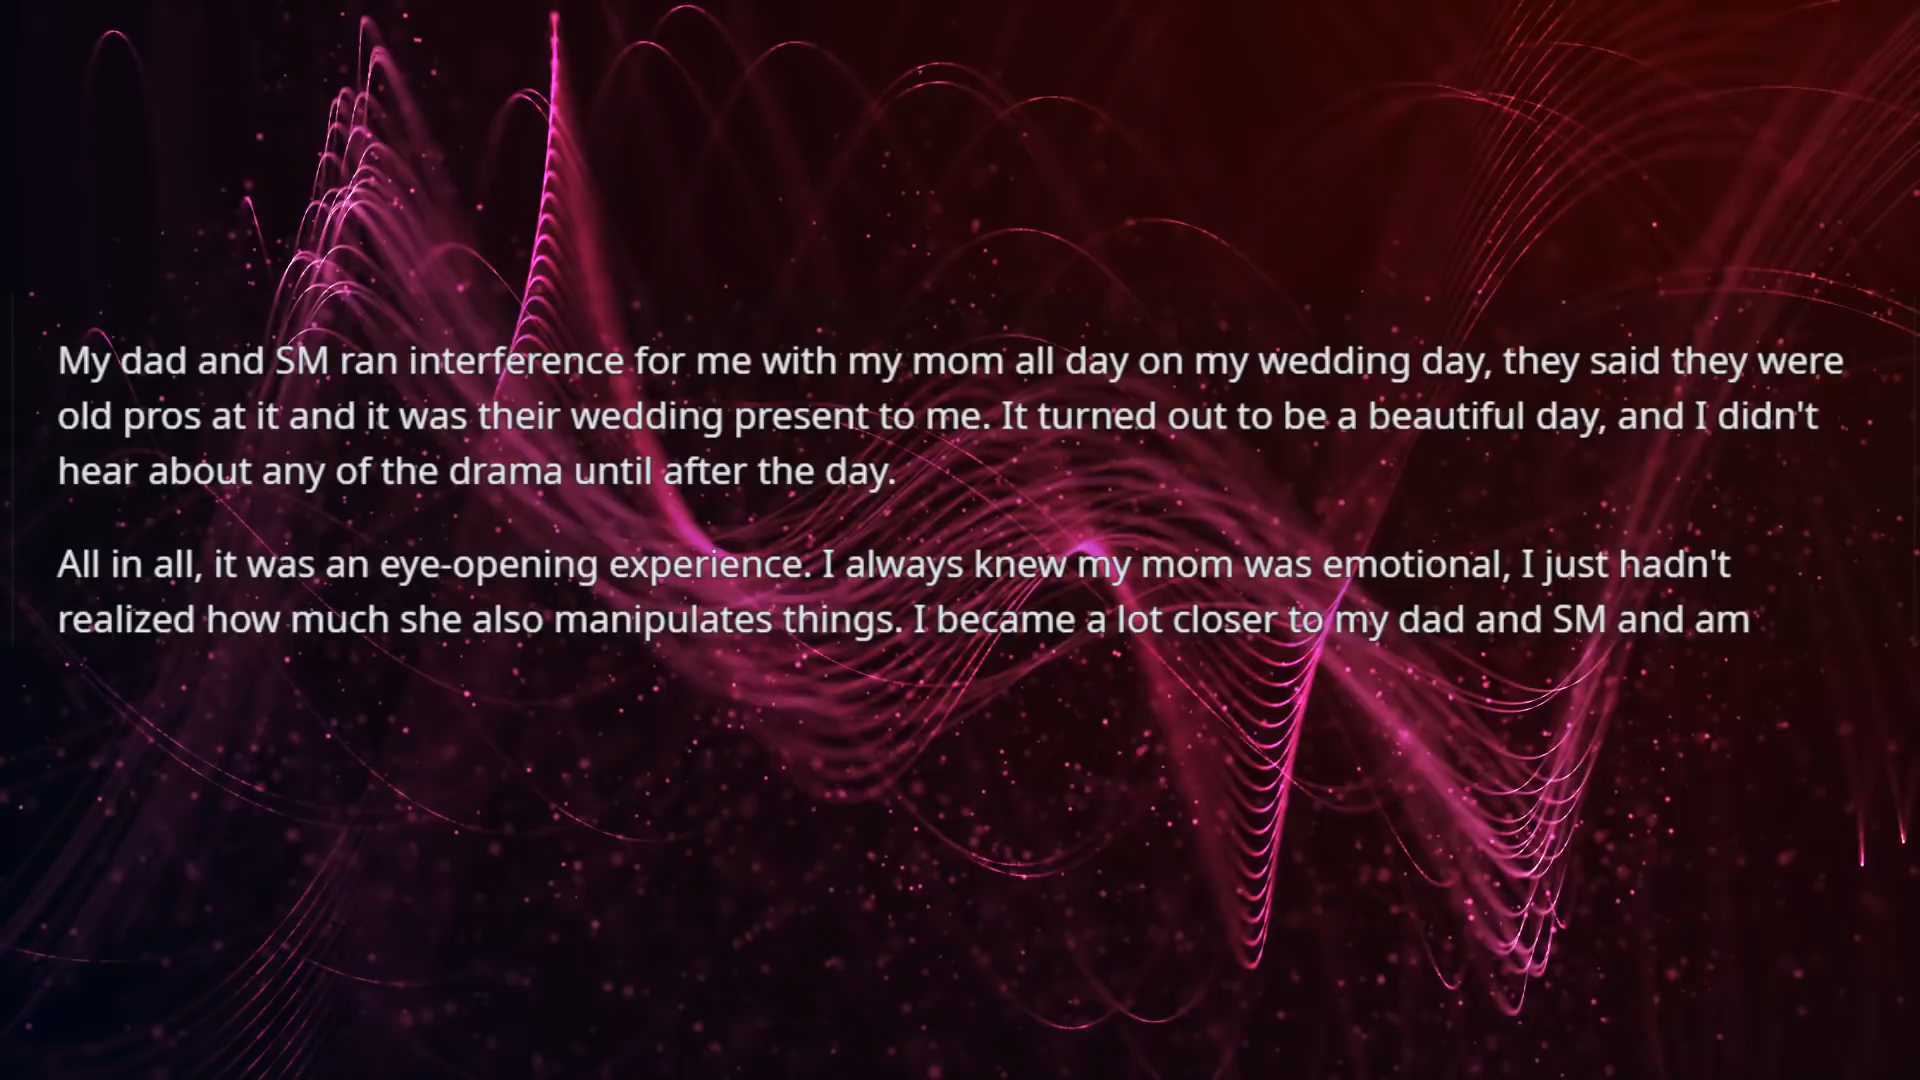 My dad and SM ran interference for me with my mom all day on my wedding day, they said they were
old pros at it and it was their wedding present to me. It turned out to be a beautiful day, and I didn't
hear about any of the drama until after the day.
All in all, it was an eye-opening experience. I always knew my mom was emotional, I just hadn't
realized how much she also manipulates things. I became a lot closer to my dad and SM and am